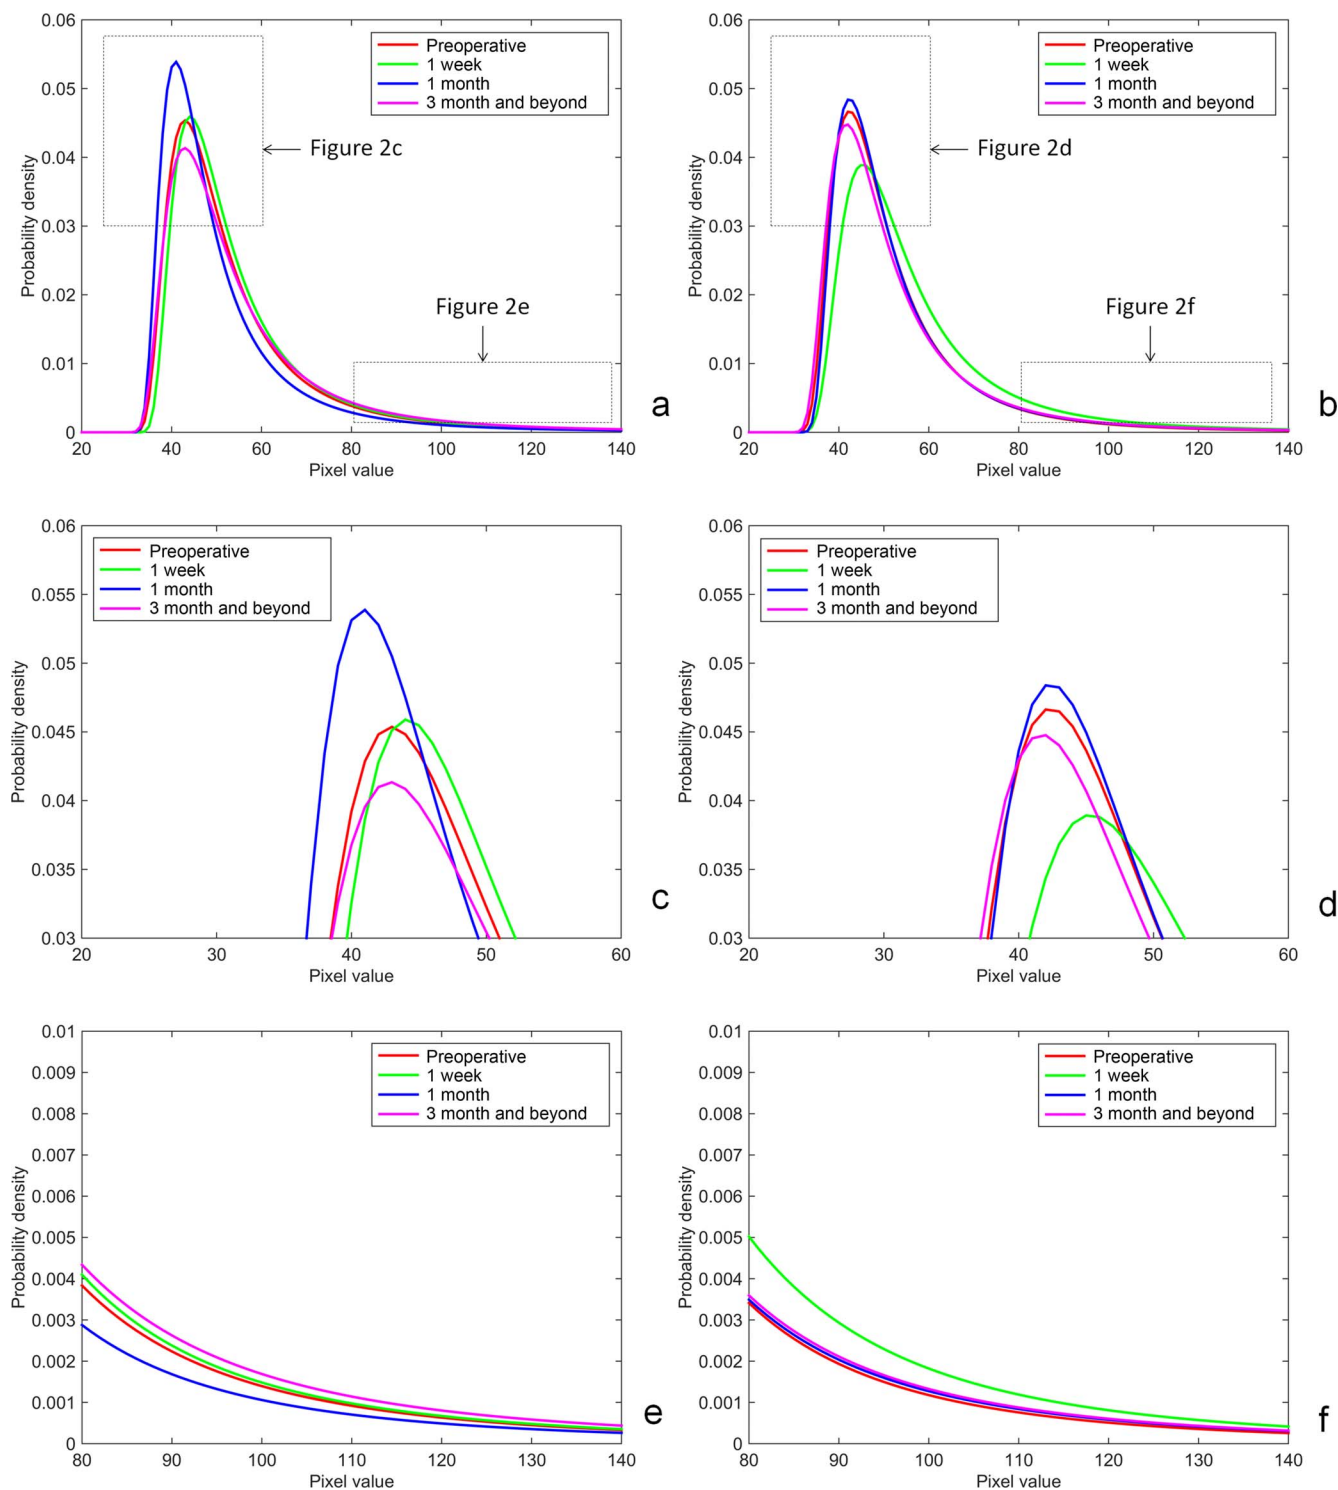 0.06
0.05
0.04
0.03
0.02
0.01
0
Probability density
20 40 60 80 100 120 140
Pixel value
Preoperative
1 week
1 month
3 month and beyond
Figure 2c
Figure 2e
a
0.06
0.05
0.04
0.03
0.02
0.01
0
Probability density
20 40 60 80 100 120 140
Pixel value
Preoperative
1 week
1 month
3 month and beyond
Figure 2d
Figure 2f
b
0.06
0.055
0.05
0.045
0.04
0.035
0.03
Probability density
20 30 40 50 60
Pixel value
Preoperative
1 week
1 month
3 month and beyond
c
0.06
0.055
0.05
0.045
0.04
0.035
0.03
Probability density
20 30 40 50 60
Pixel value
Preoperative
1 week
1 month
3 month and beyond
d
0.01
0.009
0.008
0.007
0.006
0.005
0.004
0.003
0.002
0.001
0
Probability density
80 90 100 110 120 130 140
Pixel value
Preoperative
1 week
1 month
3 month and beyond
e
0.01
0.009
0.008
0.007
0.006
0.005
0.004
0.003
0.002
0.001
0
Probability density
80 90 100 110 120 130 140
Pixel value
Preoperative
1 week
1 month
3 month and beyond
f